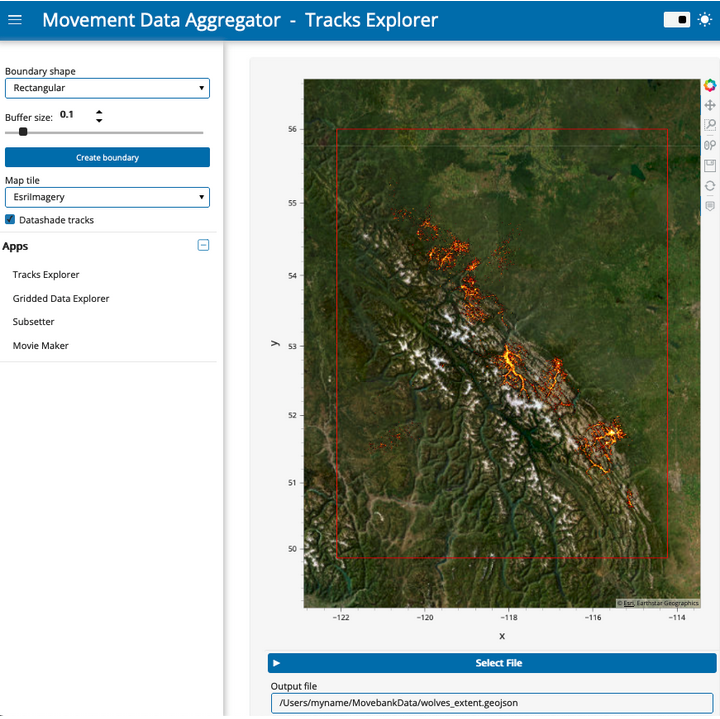 Movement Data Aggregator - Tracks Explorer
Boundary shape
Rectangular
Buffer size: 0.1
Create boundary
Map tile
EsriImagery
Datashade tracks
Apps
Tracks Explorer
Gridded Data Explorer
Subsetter
Movie Maker
56
55
54
53
52
51
50
y
© Esri, Earthstar Geographics
−122 −120 −118 −116 −114
x
Select File
Output file
/Users/myname/MovebankData/wolves_extent.geojson